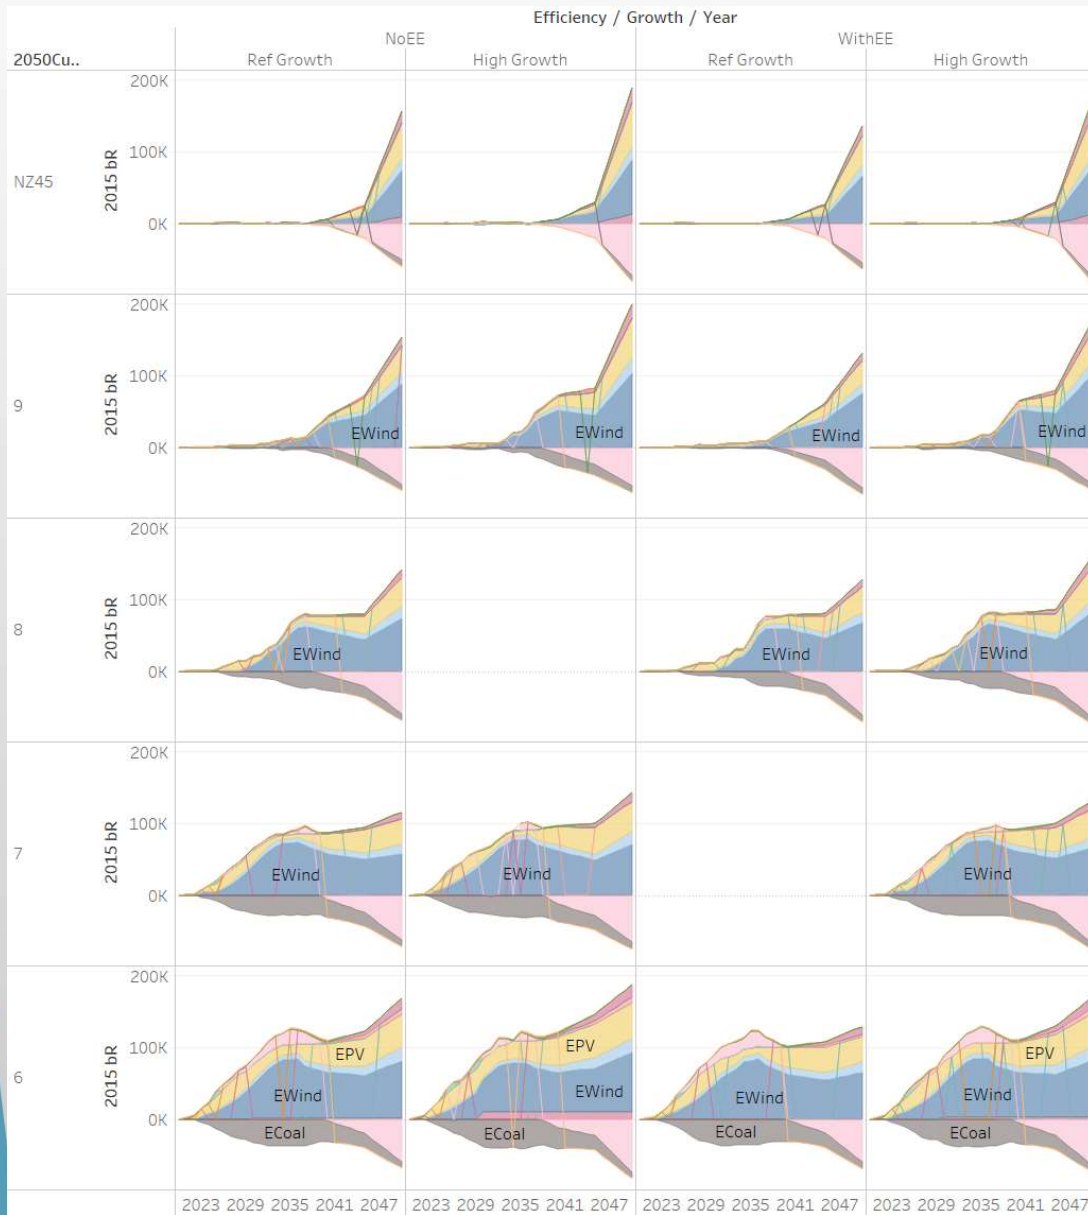 Efficiency / Growth / Year
NoEE WithEE
2050Cu.. Ref Growth High Growth Ref Growth High Growth
200K
100K
0K
2015 bR
NZ45
200K
100K
0K
2015 bR
9
EWind EWind EWind EWind
200K
100K
0K
2015 bR
8
EWind EWind EWind
200K
100K
0K
2015 bR
7
EWind EWind EWind
200K
100K
0K
2015 bR
6
EPV EPV EPV
EWind EWind EWind EWind
ECoal ECoal ECoal ECoal
2023 2029 2035 2041 2047 2023 2029 2035 2041 2047 2023 2029 2035 2041 2047 2023 2029 2035 2041 2047